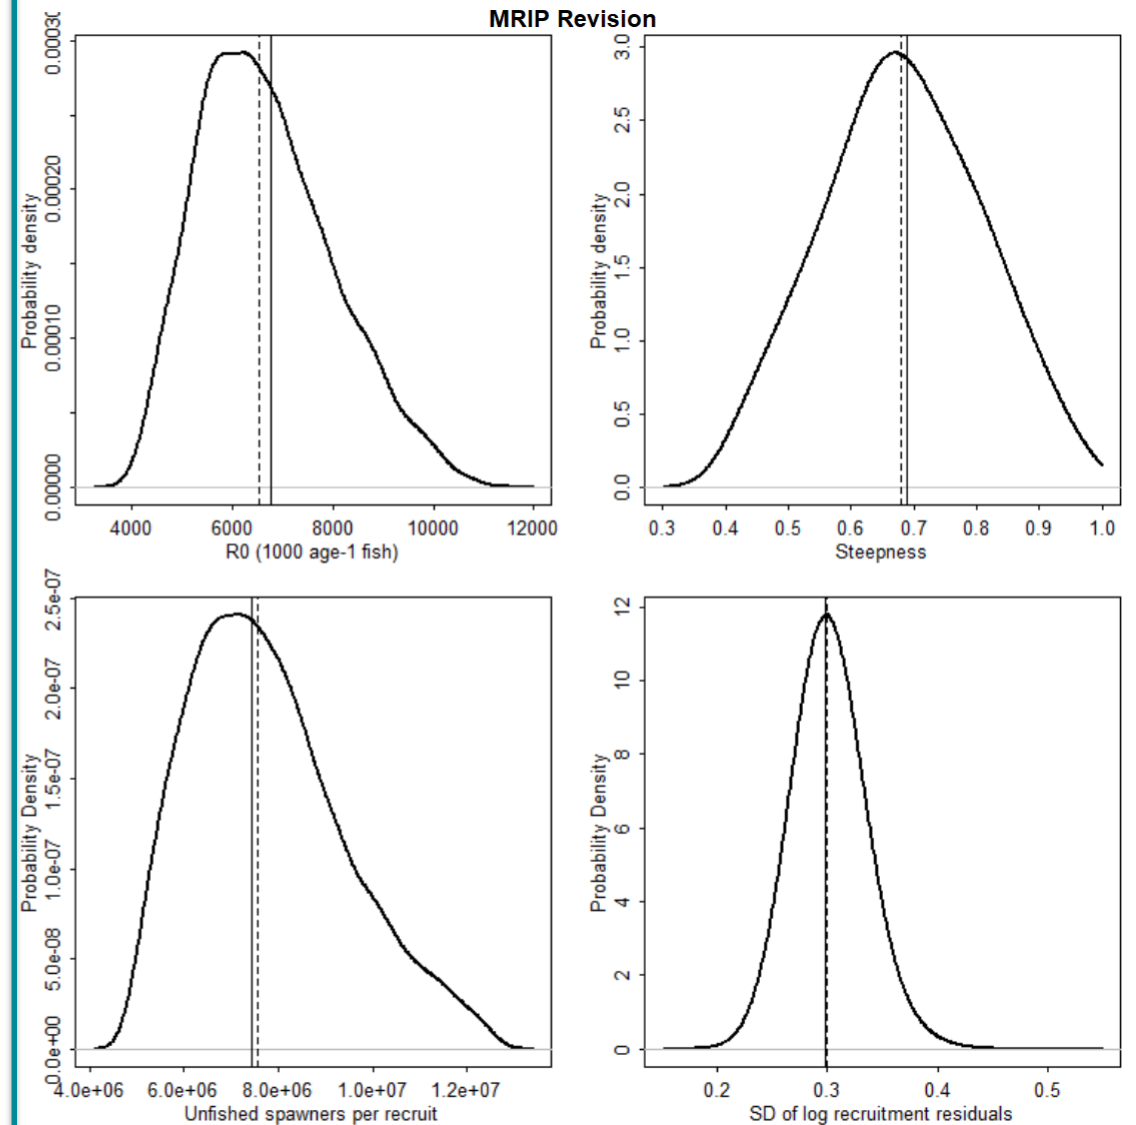 MRIP Revision
Probability density
0.00000 0.00010 0.00020
4000 6000 8000 10000 12000
R0 (1000 age-1 fish)
Probability density
0.0 0.5 1.0 1.5 2.0 2.5 3.0
0.3 0.4 0.5 0.6 0.7 0.8 0.9 1.0
Steepness
Probability Density
0.0e+00 5.0e-08 1.0e-07 1.5e-07 2.0e-07 2.5e-07
4.0e+06 6.0e+06 8.0e+06 1.0e+07 1.2e+07
Unfished spawners per recruit
Probability Density
0 2 4 6 8 10 12
0.2 0.3 0.4 0.5
SD of log recruitment residuals